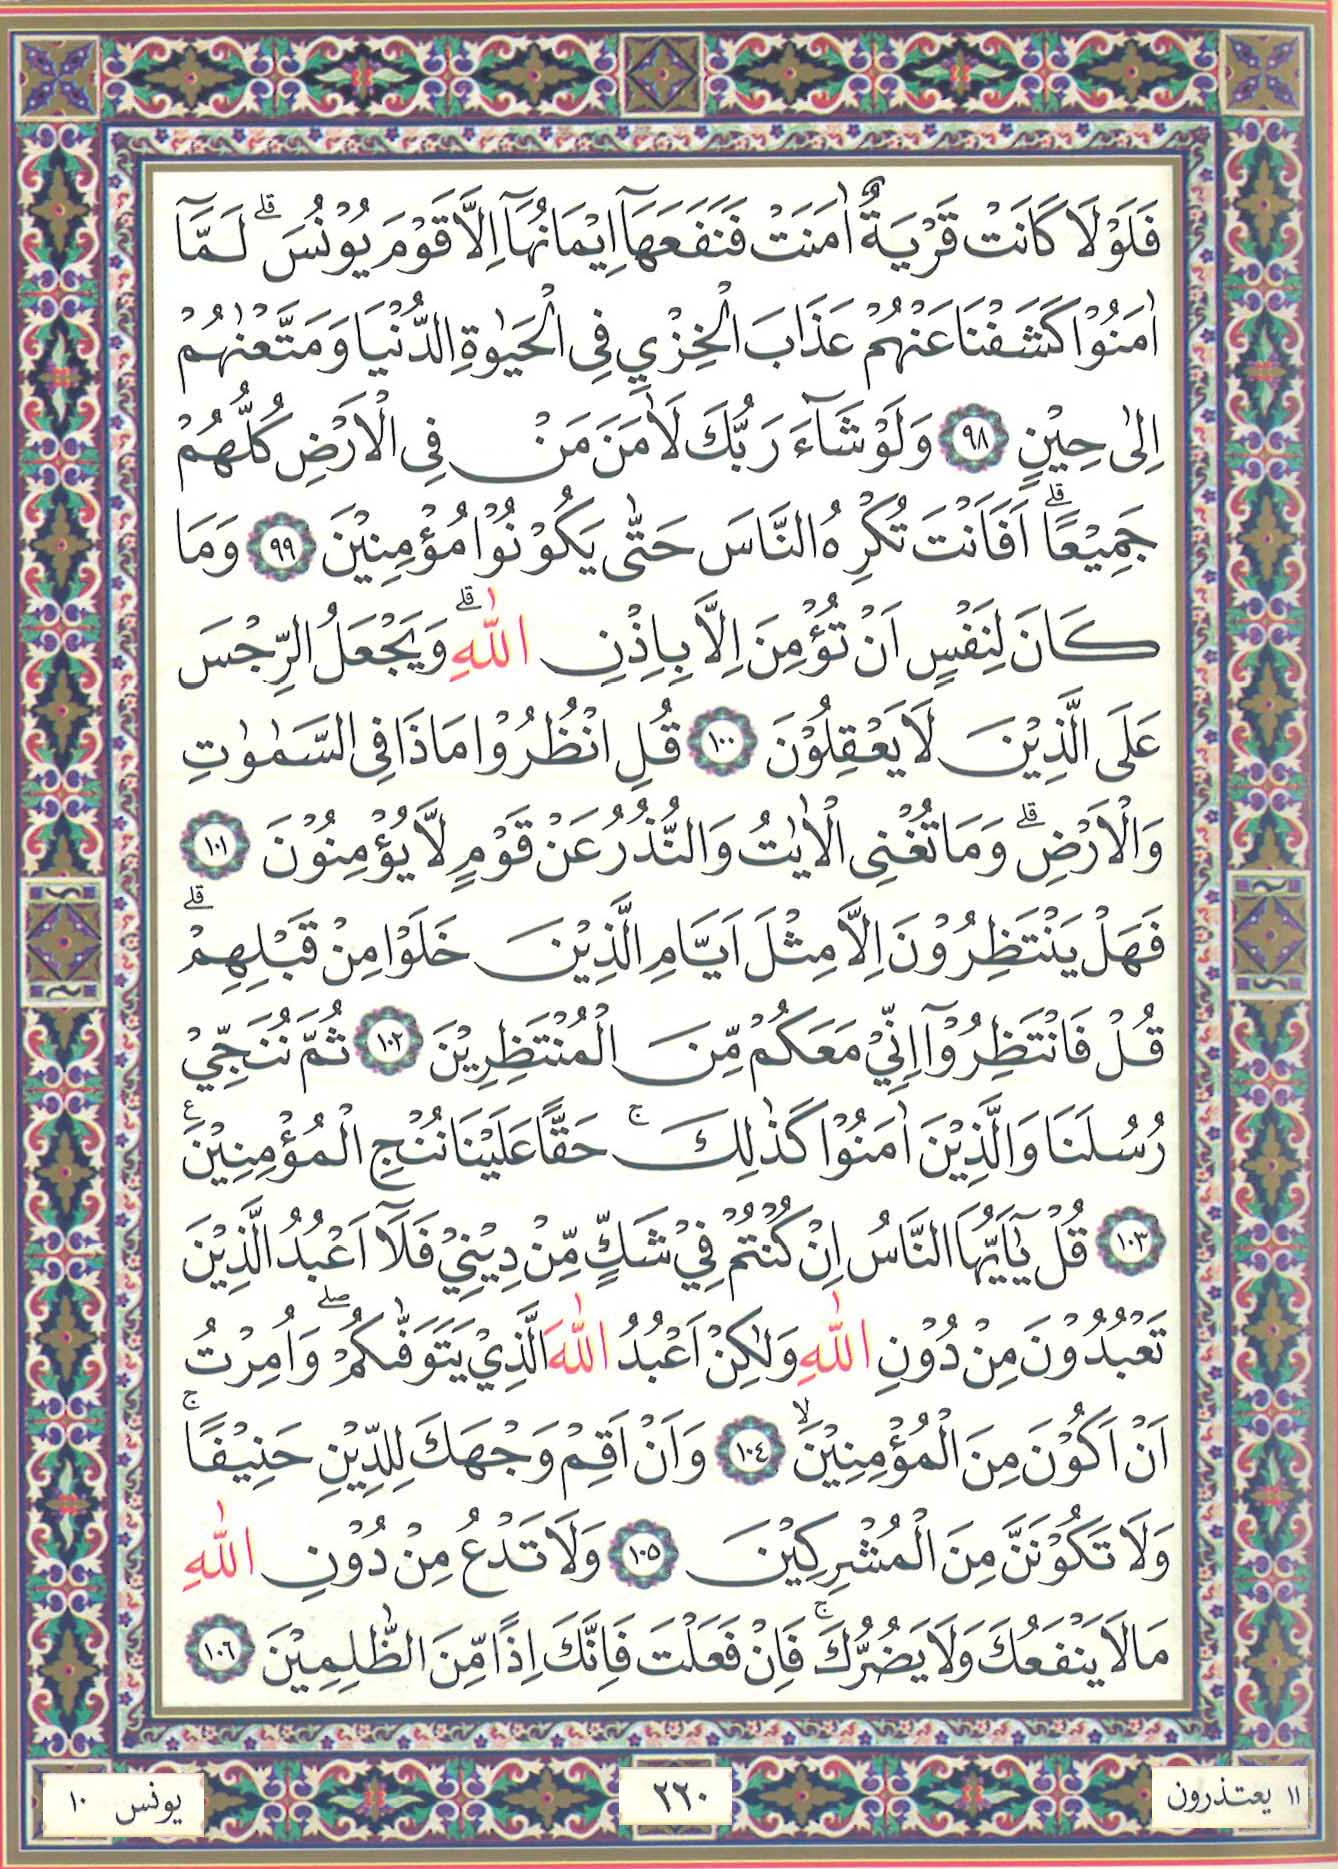 فَلَوْلَا كَانَتْ قَرْيَةٌ اٰمَنَتْ فَنَفَعَهَآ اِيْمَانُهَآ اِلَّا قَوْمَ يُوْنُسَ ۗ لَمَّآ
اٰمَنُوْا كَشَفْنَا عَنْهُمْ عَذَابَ الْخِزْيِ فِى الْحَيٰوةِ الدُّنْيَا وَمَتَّعْنٰهُمْ
اِلٰى حِيْنٍ ٩٨ وَلَوْ شَآءَ رَبُّكَ لَاٰمَنَ مَنْ فِى الْاَرْضِ كُلُّهُمْ
جَمِيْعًا ۗ اَفَاَنْتَ تُكْرِهُ النَّاسَ حَتّٰى يَكُوْنُوْا مُؤْمِنِيْنَ ٩٩ وَمَا
كَانَ لِنَفْسٍ اَنْ تُؤْمِنَ اِلَّا بِاِذْنِ اللّٰهِ ۗ وَيَجْعَلُ الرِّجْسَ
عَلَى الَّذِيْنَ لَا يَعْقِلُوْنَ ١٠٠ قُلِ انْظُرُوْا مَاذَا فِى السَّمٰوٰتِ
وَالْاَرْضِ ۗ وَمَا تُغْنِى الْاٰيٰتُ وَالنُّذُرُ عَنْ قَوْمٍ لَّا يُؤْمِنُوْنَ ١٠١
فَهَلْ يَنْتَظِرُوْنَ اِلَّا مِثْلَ اَيَّامِ الَّذِيْنَ خَلَوْا مِنْ قَبْلِهِمْ ۗ
قُلْ فَانْتَظِرُوْٓا اِنِّيْ مَعَكُمْ مِّنَ الْمُنْتَظِرِيْنَ ١٠٢ ثُمَّ نُنَجِّيْ
رُسُلَنَا وَالَّذِيْنَ اٰمَنُوْا كَذٰلِكَ ۚ حَقًّا عَلَيْنَا نُنْجِ الْمُؤْمِنِيْنَ ع
١٠٣ قُلْ يٰٓاَيُّهَا النَّاسُ اِنْ كُنْتُمْ فِيْ شَكٍّ مِّنْ دِيْنِيْ فَلَآ اَعْبُدُ الَّذِيْنَ
تَعْبُدُوْنَ مِنْ دُوْنِ اللّٰهِ وَلٰكِنْ اَعْبُدُ اللّٰهَ الَّذِيْ يَتَوَفّٰىكُمْ ۖ وَاُمِرْتُ
اَنْ اَكُوْنَ مِنَ الْمُؤْمِنِيْنَ ۙ ١٠٤ وَاَنْ اَقِمْ وَجْهَكَ لِلدِّيْنِ حَنِيْفًا ۚ
وَلَا تَكُوْنَنَّ مِنَ الْمُشْرِكِيْنَ ١٠٥ وَلَا تَدْعُ مِنْ دُوْنِ اللّٰهِ
مَا لَا يَنْفَعُكَ وَلَا يَضُرُّكَ ۚ فَاِنْ فَعَلْتَ فَاِنَّكَ اِذًا مِّنَ الظّٰلِمِيْنَ ١٠٦
١١ يعتذرون ٢٢٠ يونس ١٠